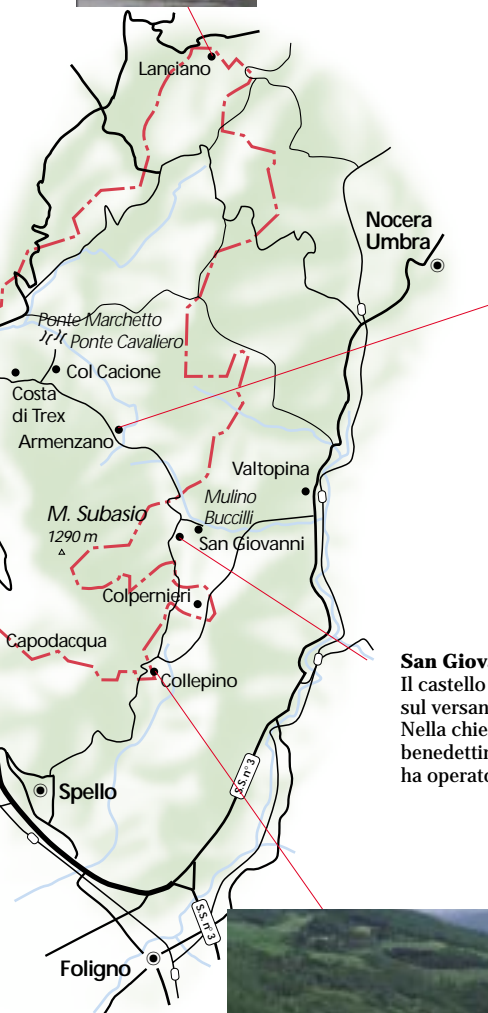 Lanciano
Nocera
Umbra
Ponte Marchetto
Ponte Cavaliero
Col Cacione
Costa
di Trex
Armenzano
Valtopina
M. Subasio
1290 m
Mulino
Buccilli
San Giovanni
Colpernieri
Capodacqua
Collepino
San Giova
Il castello
sul versan
Nella chie
benedettin
ha operato
S.S. n° 3
Spello
S.S. n° 3
Foligno